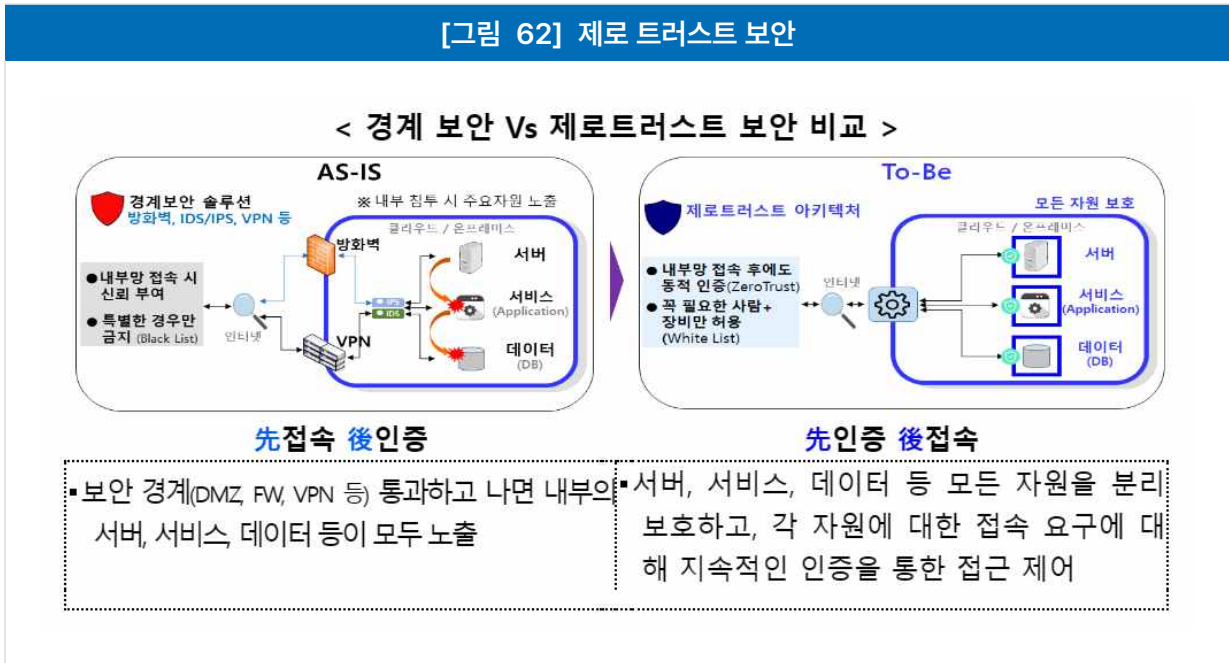 [그림 62] 제로 트러스트 보안
< 경계 보안 Vs 제로트러스트 보안 비교 >
AS-IS
경계보안 솔루션
방화벽, IDS/IPS, VPN 등
※ 내부 침투 시 주요자원 노출
클라우드 / 온프레미스
방화벽
서버
●내부망 접속 시
신뢰 부여
●특별한 경우만
금지 (Black List)
인터넷
IPS
IDS
VPN
서비스
(Application)
데이터
(DB)
To-Be
제로트러스트 아키텍처
모든 자원 보호
클라우드 / 온프레미스
서버
● 내부망 접속 후에도
동적 인증(ZeroTrust)
● 꼭 필요한 사람+
장비만 허용
(White List)
인터넷
서비스
(Application)
데이터
(DB)
先접속 後인증
▪보안 경계(DMZ, FW, VPN 등) 통과하고 나면 내부의
서버, 서비스, 데이터 등이 모두 노출
先인증 後접속
▪서버, 서비스, 데이터 등 모든 자원을 분리
보호하고, 각 자원에 대한 접속 요구에 대
해 지속적인 인증을 통한 접근 제어